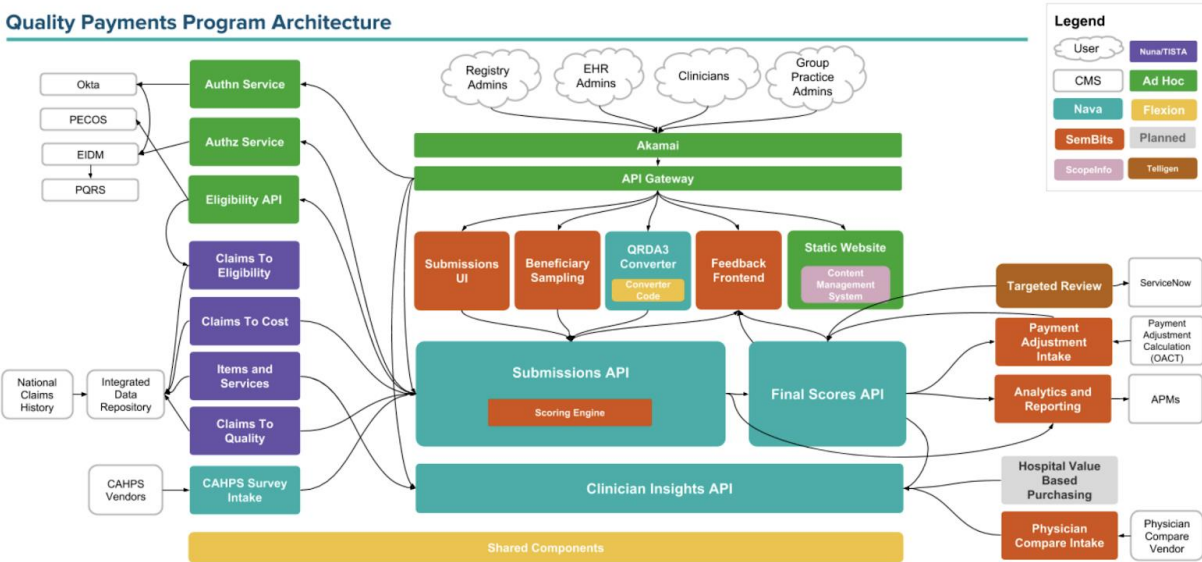 Quality Payments Program Architecture
Legend
User
Nuna/TISTA
CMS
Ad Hoc
Nava
Flexion
SemBits
Planned
ScopeInfo
Telligen
Registry
Admins
EHR
Admins
Clinicians
Group
Practice
Admins
Okta
PECOS
EIDM
PQRS
Authn Service
Authz Service
Eligibility API
Akamai
API Gateway
Claims To
Eligibility
Claims To Cost
Items and
Services
Claims To
Quality
CAHPS Survey
Intake
National
Claims
History
Integrated
Data
Repository
CAHPS
Vendors
Submissions
UI
Beneficiary
Sampling
QRDA3
Converter
Converter
Code
Feedback
Frontend
Static Website
Content
Management
System
Submissions API
Scoring Engine
Final Scores API
Clinician Insights API
Shared Components
Targeted Review
ServiceNow
Payment
Adjustment
Intake
Payment
Adjustment
Calculation
(OACT)
Analytics and
Reporting
APMs
Hospital Value
Based
Purchasing
Physician
Compare Intake
Physician
Compare
Vendor